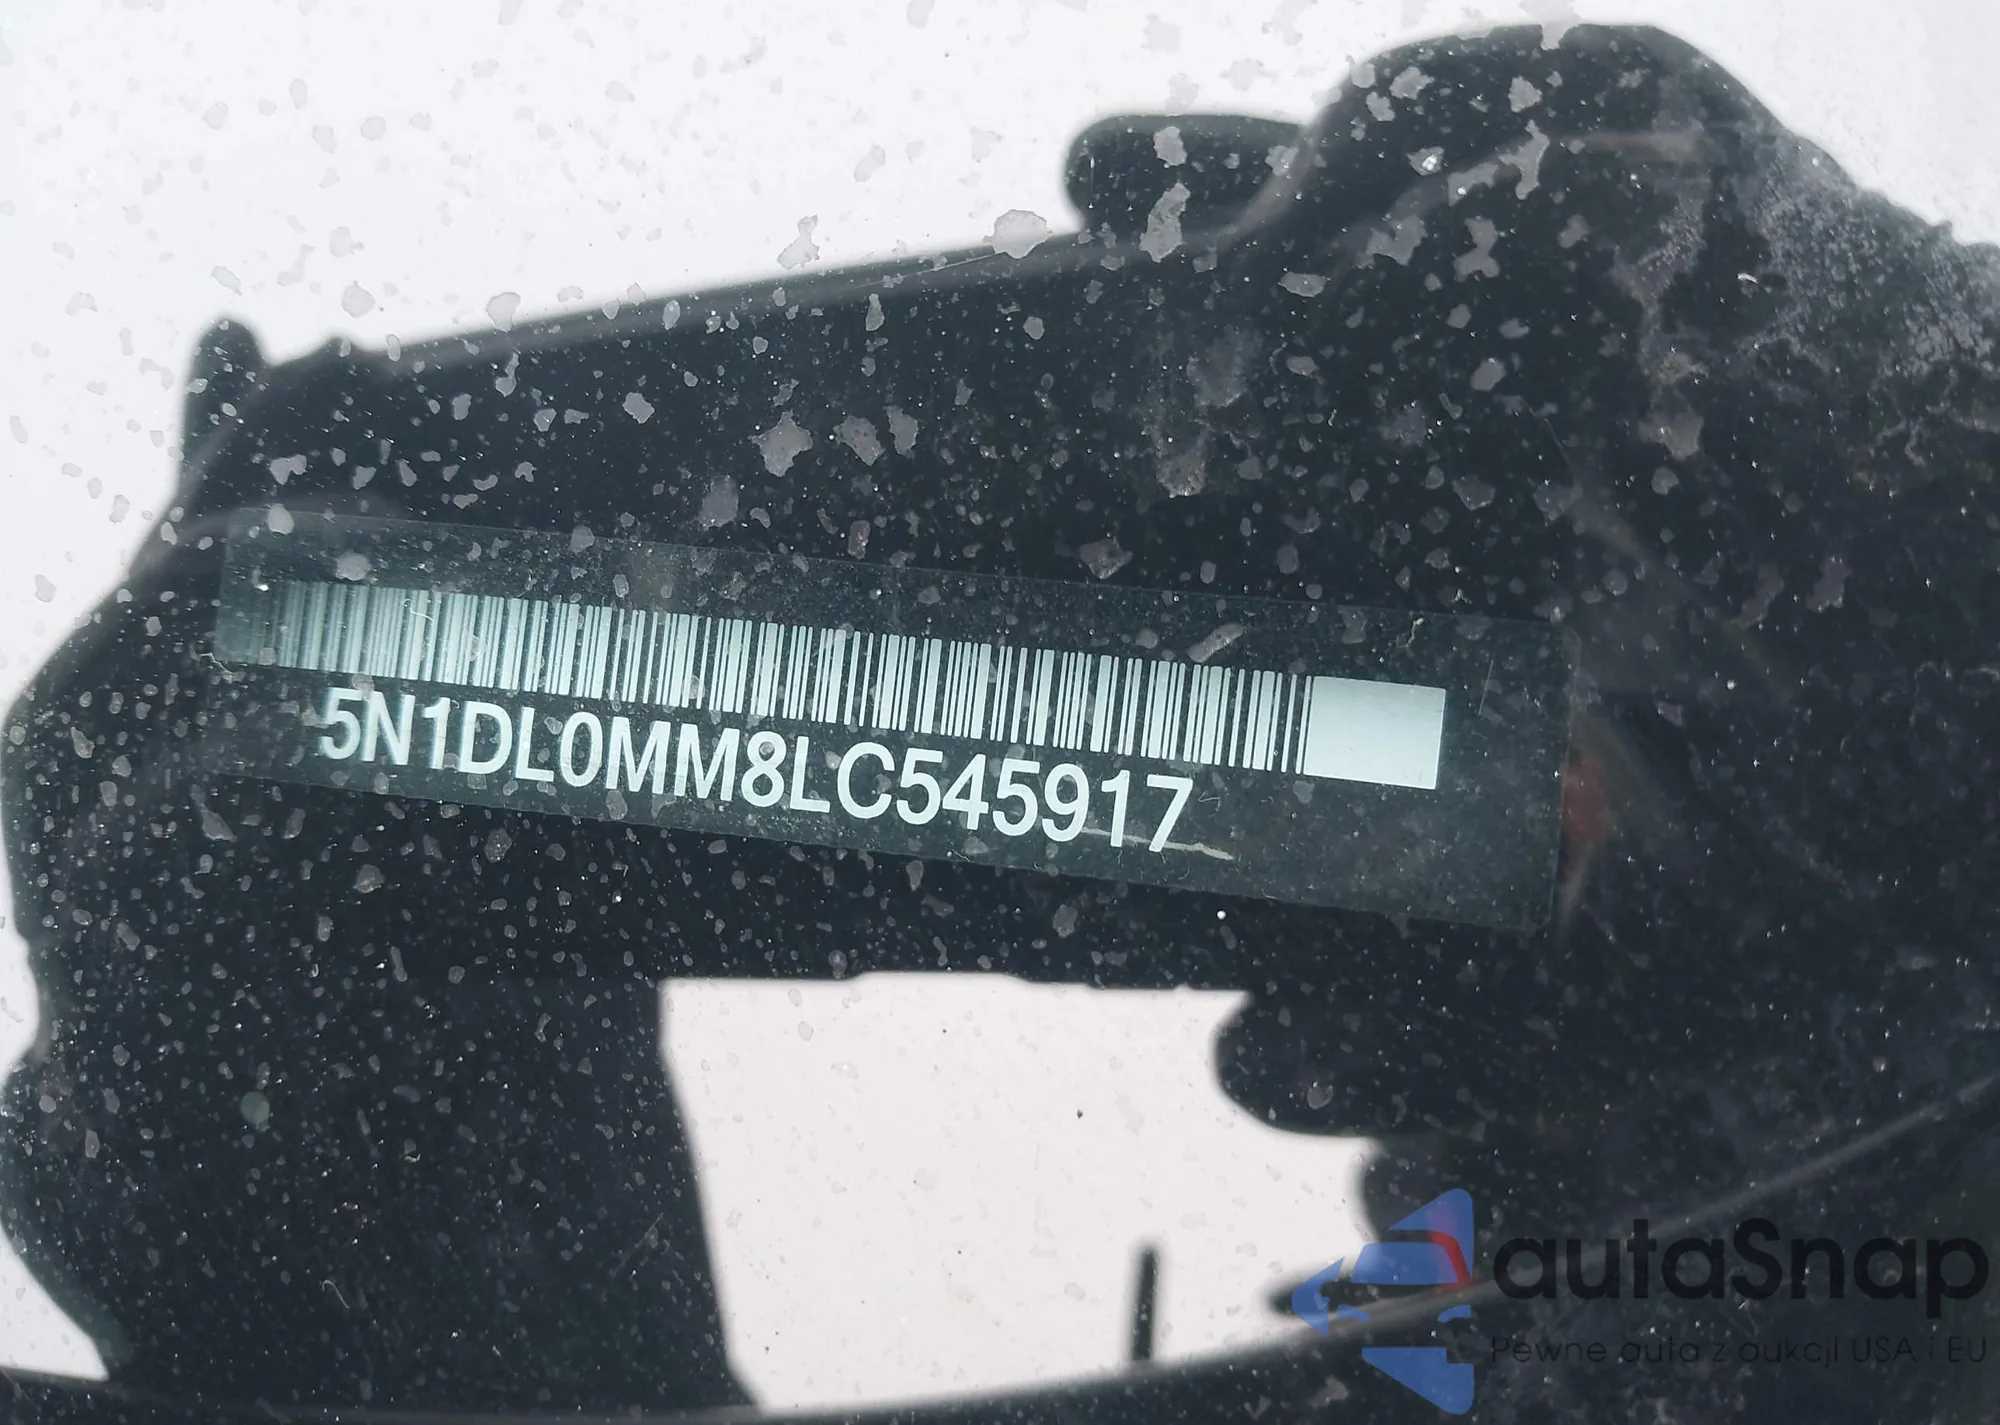 5N1DL0MM8LC545917
autaSnap
Pewne auta z aukcji USA i EU